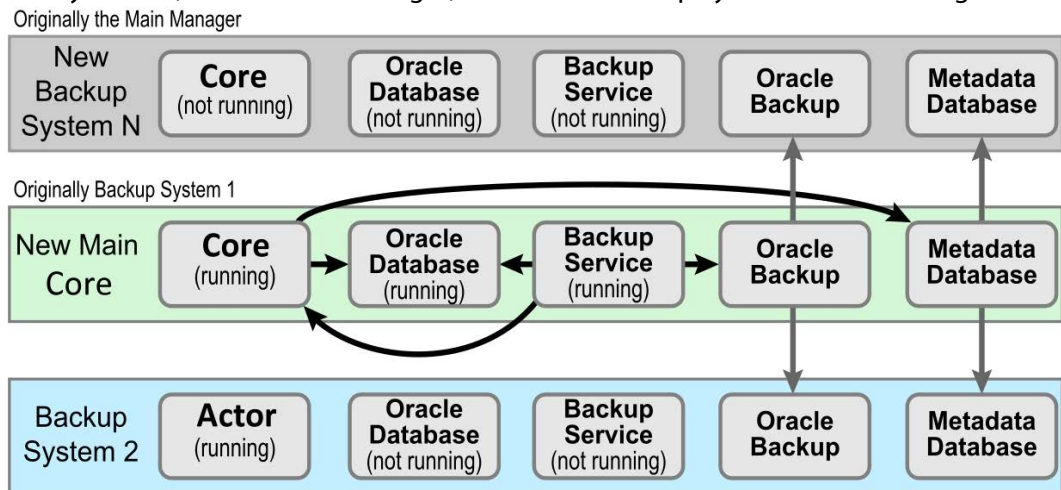 Originally the Main Manager
New
Backup
System N
Core
(not running)
Oracle
Database
(not running)
Backup
Service
(not running)
Oracle
Backup
Metadata
Database
Originally Backup System 1
New Main
Core
Core
(running)
Oracle
Database
(running)
Backup
Service
(running)
Oracle
Backup
Metadata
Database
Backup
System 2
Actor
(running)
Oracle
Database
(not running)
Backup
Service
(not running)
Oracle
Backup
Metadata
Database